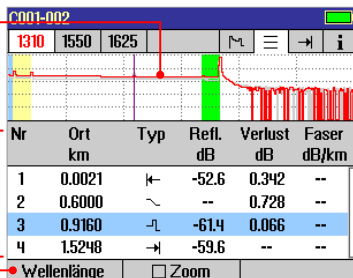 C001-002
1310 1550 1625 i
Nr Ort Typ Refl. Verlust Faser
km dB dB dB/km
1 0.0021 -52.6 0.342 --
2 0.6000 -- 0.728 --
3 0.9160 -61.4 0.066 --
4 1.5248 -59.6 -- --
Wellenlänge Zoom